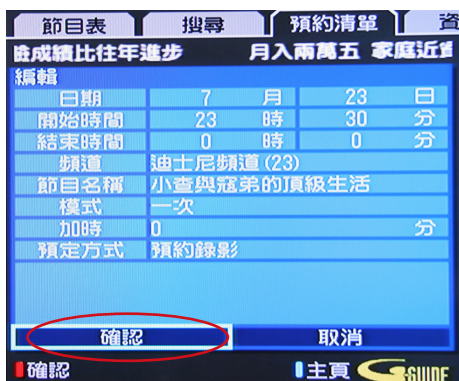 節目表 搜尋 預約清單 資
成績比往年進步 月入兩萬五 家庭近
編輯
日期 7 月 23 日
開始時間 23 時 30 分
結束時間 0 時 0 分
頻道 迪士尼頻道(23)
節目名稱 小查與寇弟的頂級生活
模式 一次
加時 0 分
預定方式 預約錄影
確認 取消
確認 主頁 G-GUIDE